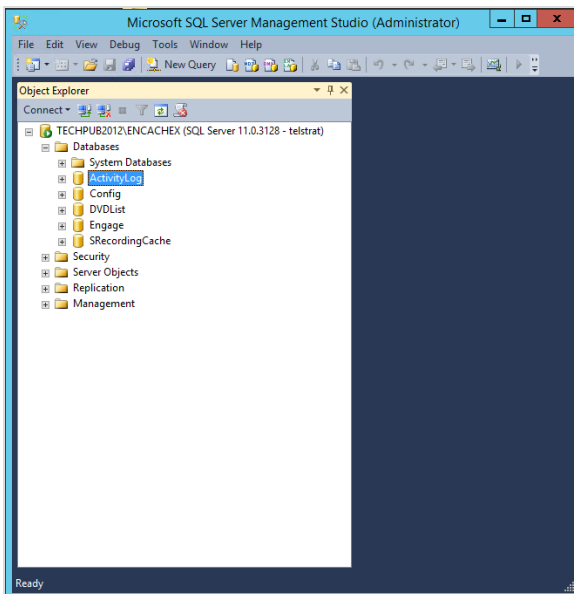 Microsoft SQL Server Management Studio (Administrator)
File Edit View Debug Tools Window Help
New Query
Object Explorer
Connect
TECHPUB2012\ENCACHEX (SQL Server 11.0.3128 - telstrat)
Databases
System Databases
ActivityLog
Config
DVDList
Engage
SRecordingCache
Security
Server Objects
Replication
Management
Ready